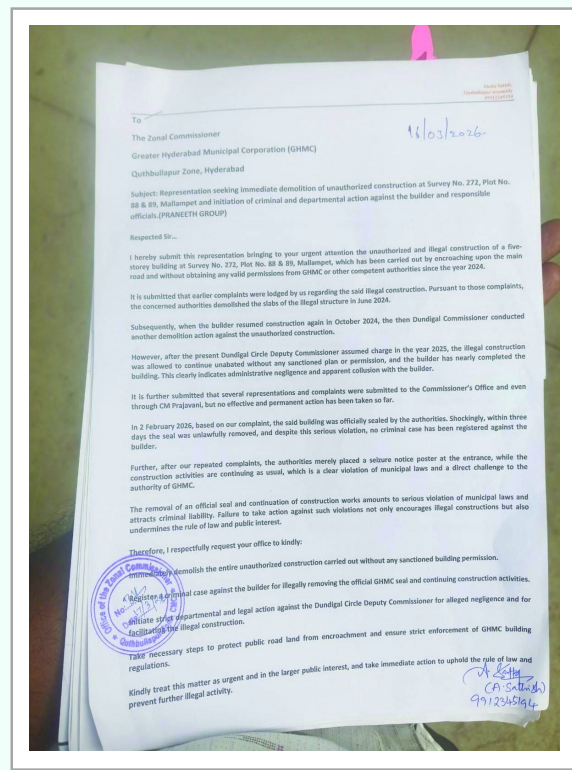 To
16/03/2026
The Zonal Commissioner
Greater Hyderabad Municipal Corporation (GHMC)
Quthbullapur Zone, Hyderabad
Subject: Representation seeking immediate demolition of unauthorized construction at Survey No. 272, Plot No.
88 & 89, Mallampet and initiation of criminal and departmental action against the builder and responsible
officials.(PRANEETH GROUP)
Respected Sir...
I hereby submit this representation bringing to your urgent attention the unauthorized and illegal construction of a five-
storey building at Survey No. 272, Plot No. 88 & 89, Mallampet, which has been carried out by encroaching upon the main
road and without obtaining any valid permissions from GHMC or other competent authorities since the year 2024.
It is submitted that earlier complaints were lodged by us regarding the said illegal construction. Pursuant to those complaints,
the concerned authorities demolished the slabs of the illegal structure in June 2024.
Subsequently, when the builder resumed construction again in October 2024, the then Dundigal Commissioner conducted
another demolition action against the unauthorized construction.
However, after the present Dundigal Circle Deputy Commissioner assumed charge in the year 2025, the illegal construction
was allowed to continue unabated without any sanctioned plan or permission, and the builder has nearly completed the
building. This clearly indicates administrative negligence and apparent collusion with the builder.
It is further submitted that several representations and complaints were submitted to the Commissioner's Office and even
through CM Prajavani, but no effective and permanent action has been taken so far.
In 2 February 2026, based on our complaint, the said building was officially sealed by the authorities. Shockingly, within three
days the seal was unlawfully removed, and despite this serious violation, no criminal case has been registered against the
builder.
Further, after our repeated complaints, the authorities merely placed a seizure notice poster at the entrance, while the
construction activities are continuing as usual, which is a clear violation of municipal laws and a direct challenge to the
authority of GHMC.
The removal of an official seal and continuation of construction works amounts to serious violation of municipal laws and
attracts criminal liability. Failure to take action against such violations not only encourages illegal constructions but also
undermines the rule of law and public interest.
Therefore, I respectfully request your office to kindly:
Immediately demolish the entire unauthorized construction carried out without any sanctioned building permission.
Register a criminal case against the builder for illegally removing the official GHMC seal and continuing construction activities.
Initiate strict departmental and legal action against the Dundigal Circle Deputy Commissioner for alleged negligence and for
facilitating the illegal construction.
Take necessary steps to protect public road land from encroachment and ensure strict enforcement of GHMC building
regulations.
Kindly treat this matter as urgent and in the larger public interest, and take immediate action to uphold the rule of law and
prevent further illegal activity.
Office of the Zonal Commissioner
No:
Quthbullapur
(A. Sathish)
9912345194